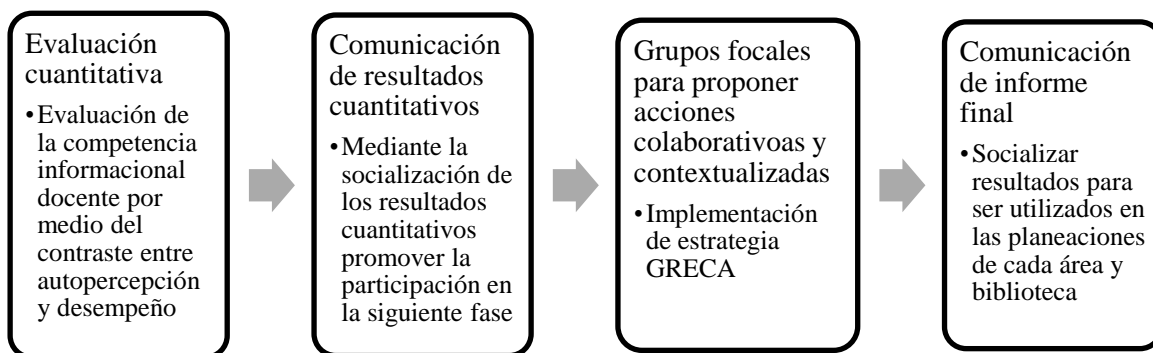 Evaluación
cuantitativa
•Evaluación de
la competencia
informacional
docente por
medio del
contraste entre
autopercepción
y desempeño
Comunicación
de resultados
cuantitativos
•Mediante la
socialización de
los resultados
cuantitativos
promover la
participación en
la siguiente fase
Grupos focales
para proponer
acciones
colaborativoas y
contextualizadas
•Implementación
de estrategia
GRECA
Comunicación
de informe
final
•Socializar
resultados para
ser utilizados en
las planeaciones
de cada área y
biblioteca